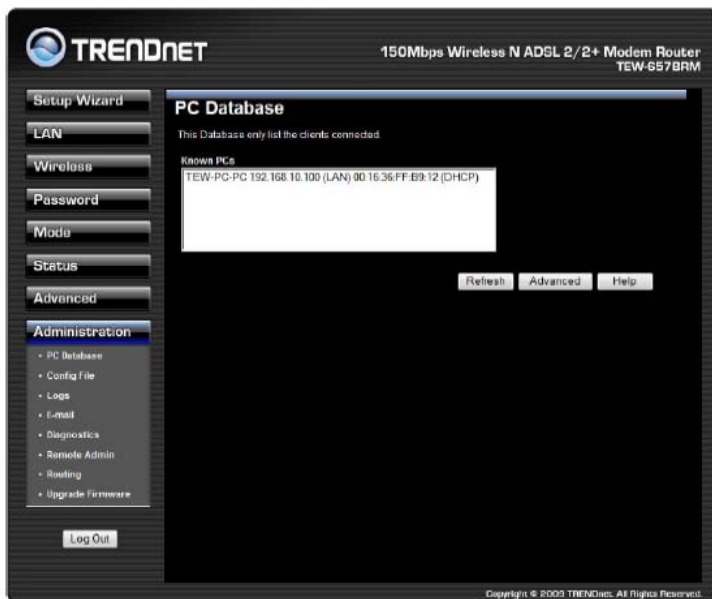 TRENDNET
150Mbps Wireless N ADSL 2/2+ Modem Router
TEW-657BRM
Setup Wizard
LAN
Wireless
Password
Mode
Status
Advanced
Administration
• PC Database
• Config File
• Logs
• E-mail
• Diagnostics
• Remote Admin
• Routing
• Upgrade Firmware
Log Out
PC Database
This Database only list the clients connected.
Known PCs
TEW-PC-PC 192.168.10.100 (LAN) 00:16:36:FF:B9:12 (DHCP)
Refresh Advanced Help
Copyright © 2009 TRENDnet. All Rights Reserved.